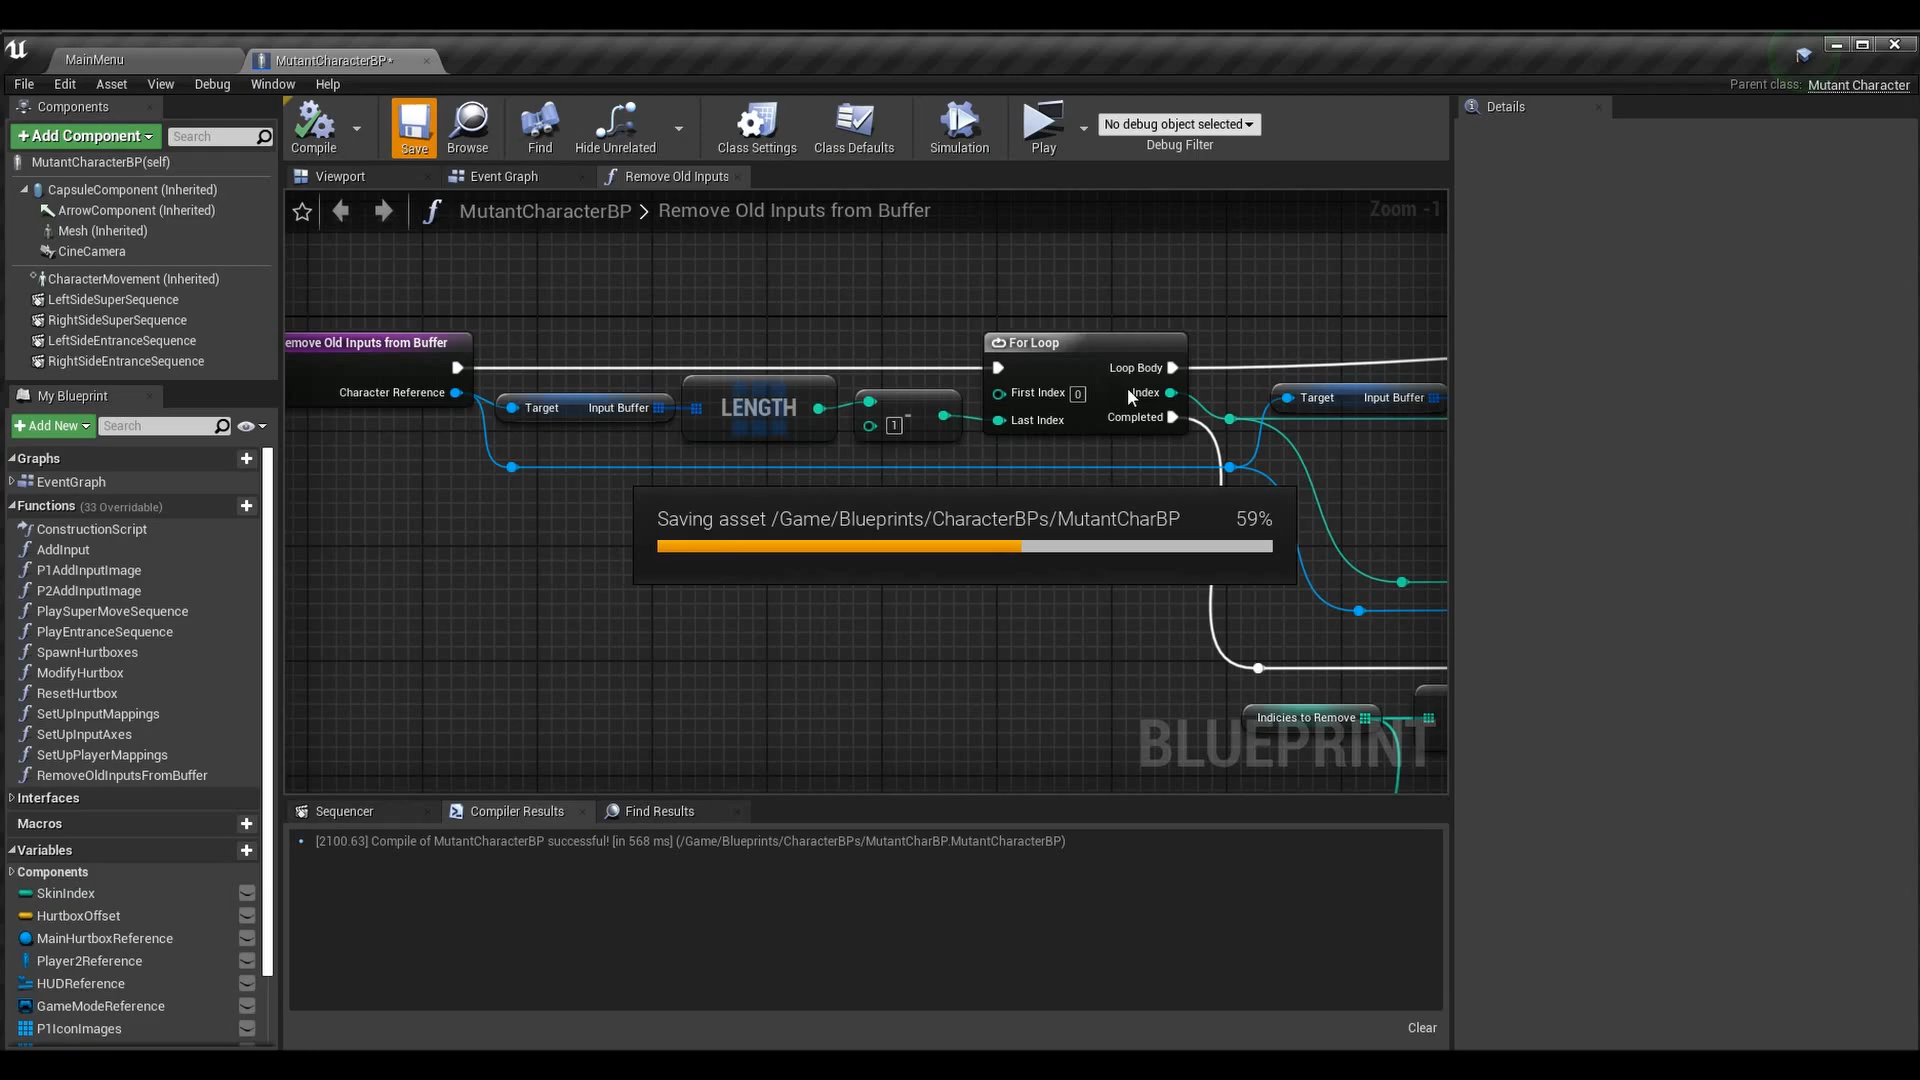 MainMenu
MutantCharacterBP*
File Edit Asset View Debug Window Help
Parent class: Mutant Character
Components
+ Add Component
Search
MutantCharacterBP(self)
CapsuleComponent (Inherited)
ArrowComponent (Inherited)
Mesh (Inherited)
CineCamera
CharacterMovement (Inherited)
LeftSideSuperSequence
RightSideSuperSequence
LeftSideEntranceSequence
RightSideEntranceSequence
My Blueprint
+ Add New
Search
Graphs
EventGraph
Functions (33 Overridable)
ConstructionScript
AddInput
P1AddInputImage
P2AddInputImage
PlaySuperMoveSequence
PlayEntranceSequence
SpawnHurtboxes
ModifyHurtbox
ResetHurtbox
SetUpInputMappings
SetUpInputAxes
SetUpPlayerMappings
RemoveOldInputsFromBuffer
Interfaces
Macros
Variables
Components
SkinIndex
HurtboxOffset
MainHurtboxReference
Player2Reference
HUDReference
GameModeReference
P1IconImages
Compile
Save
Browse
Find
Hide Unrelated
Class Settings
Class Defaults
Simulation
Play
No debug object selected
Debug Filter
Viewport
Event Graph
Remove Old Inputs
MutantCharacterBP > Remove Old Inputs from Buffer
Zoom -1
emove Old Inputs from Buffer
Character Reference
Target Input Buffer
LENGTH
-
1
For Loop
Loop Body
First Index 0
Index
Completed
Last Index
Target Input Buffer
Saving asset /Game/Blueprints/CharacterBPs/MutantCharBP 59%
Indicies to Remove
BLUEPRINT
Sequencer
Compiler Results
Find Results
[2100.63] Compile of MutantCharacterBP successful! [in 568 ms] (/Game/Blueprints/CharacterBPs/MutantCharBP.MutantCharacterBP)
Clear
Details